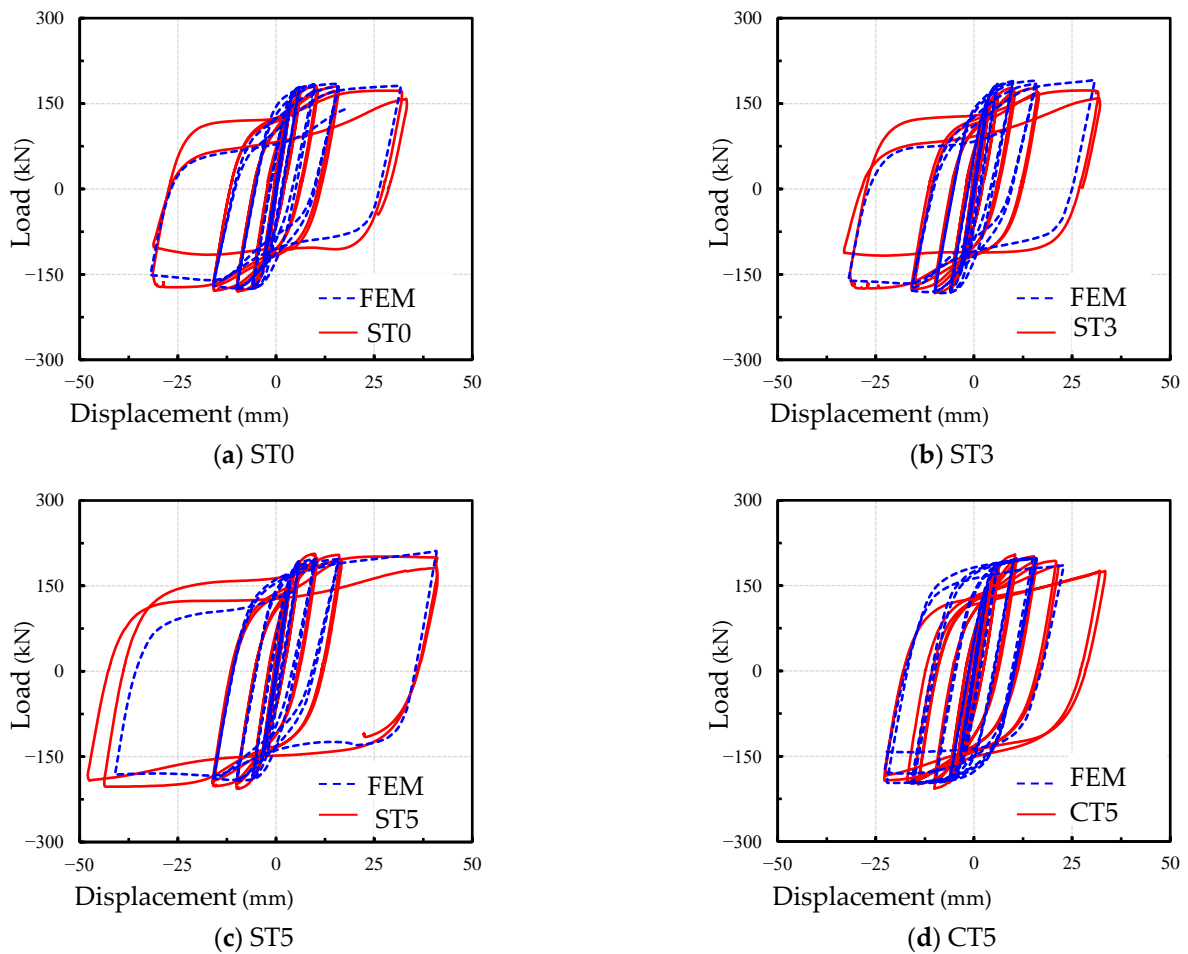 300
150
0
−150
−300
Load (kN)
FEM
ST0
−50
−25
0
25
50
Displacement (mm)
(a) ST0
300
150
0
−150
−300
Load (kN)
FEM
ST3
−50
−25
0
25
50
Displacement (mm)
(b) ST3
300
150
0
−150
−300
Load (kN)
FEM
ST5
−50
−25
0
25
50
Displacement (mm)
(c) ST5
300
150
0
−150
−300
Load (kN)
FEM
CT5
−50
−25
0
25
50
Displacement (mm)
(d) CT5